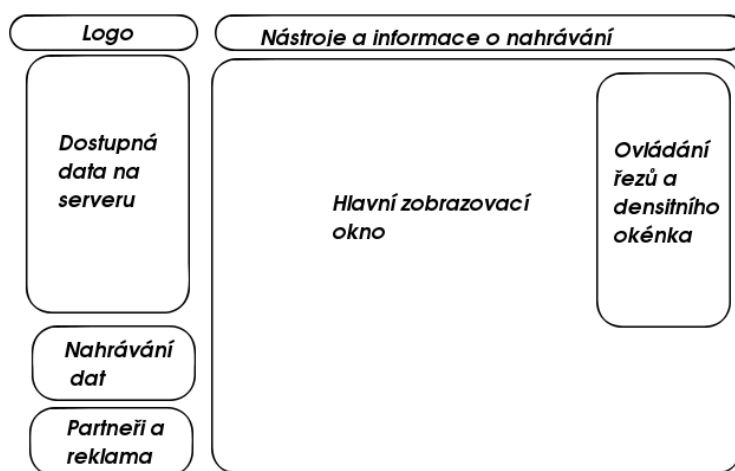 Logo
Nástroje a informace o nahrávání
Dostupná
data na
serveru
Hlavní zobrazovací
okno
Ovládání
řezů a
densitního
okénka
Nahrávání
dat
Partneři a
reklama